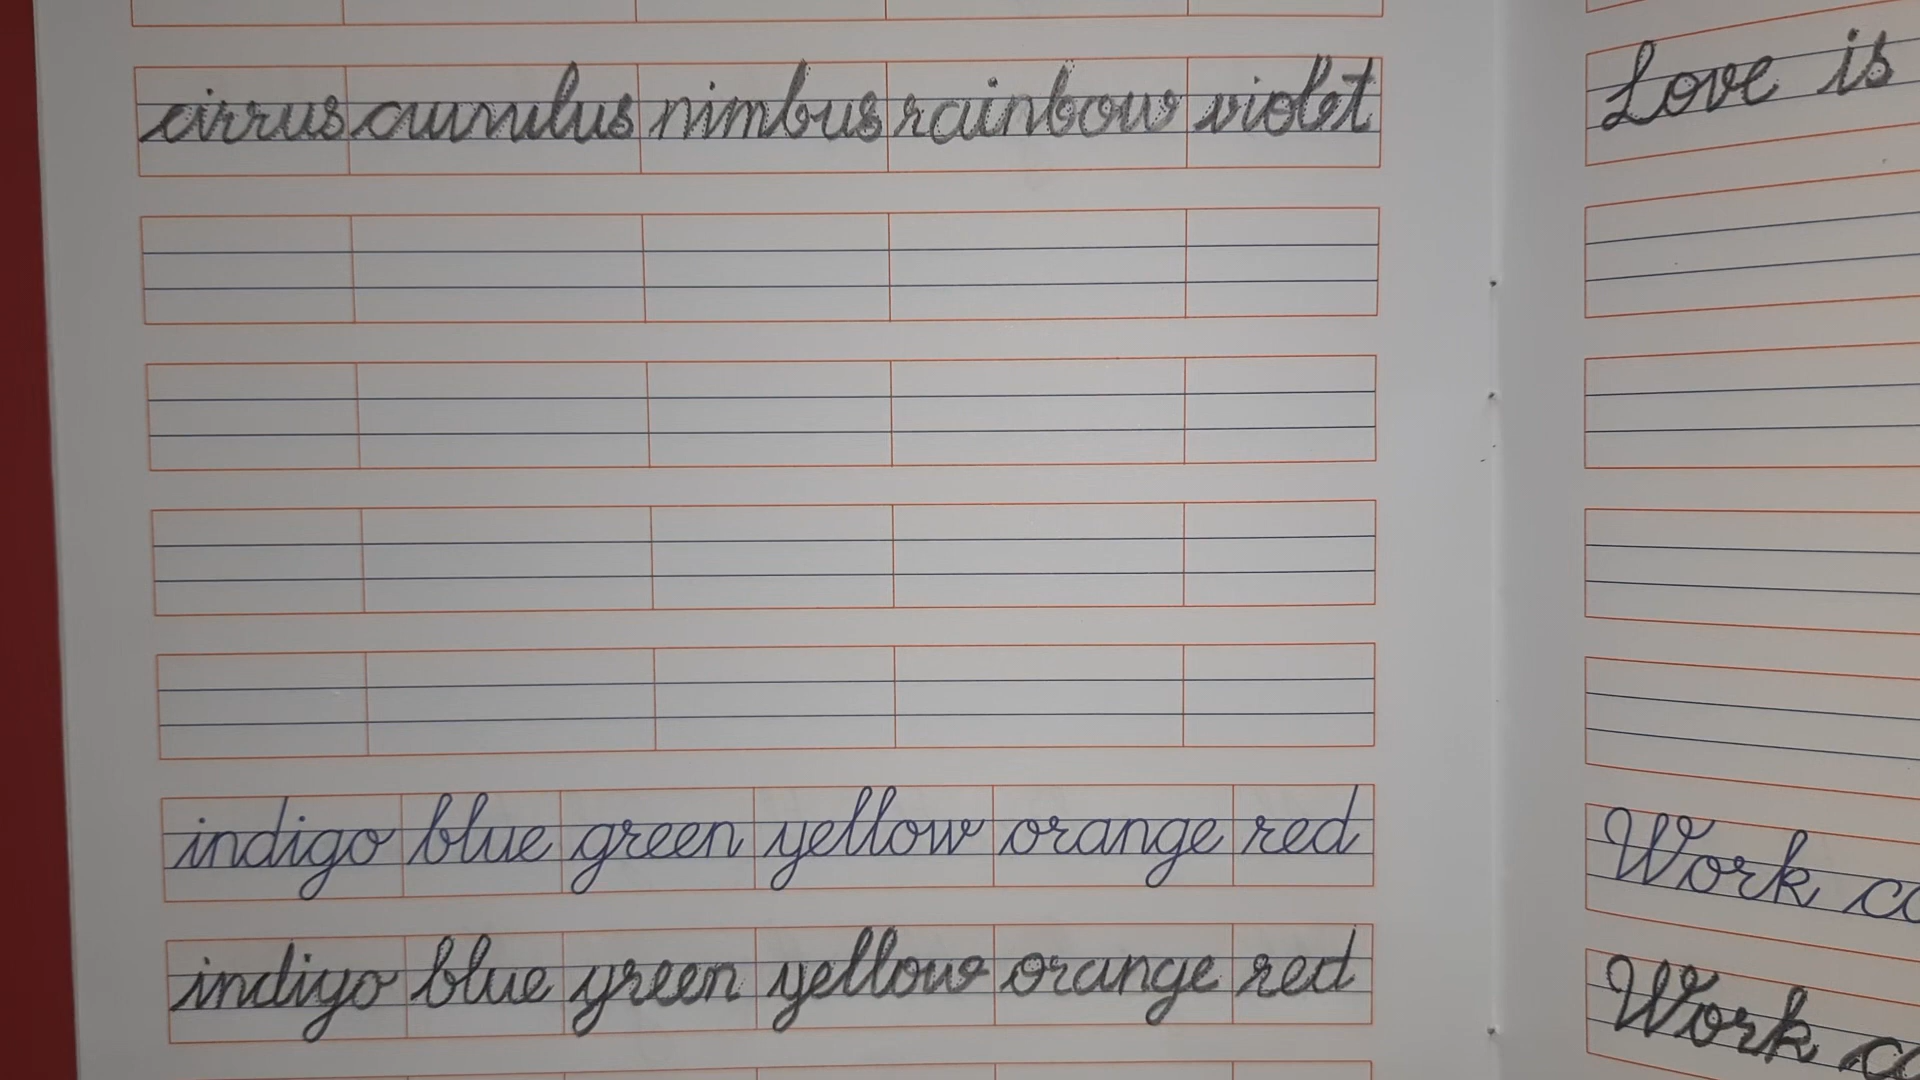 cirrus cumulus nimbus rainbow violet
indigo blue green yellow orange red
indigo blue green yellow orange red
Love is
Work
Work